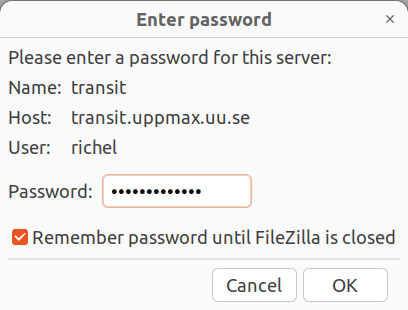 Enter password
Please enter a password for this server:
Name: transit
Host: transit.uppmax.uu.se
User: richel
Password: •••••••••••••
Remember password until FileZilla is closed
Cancel OK